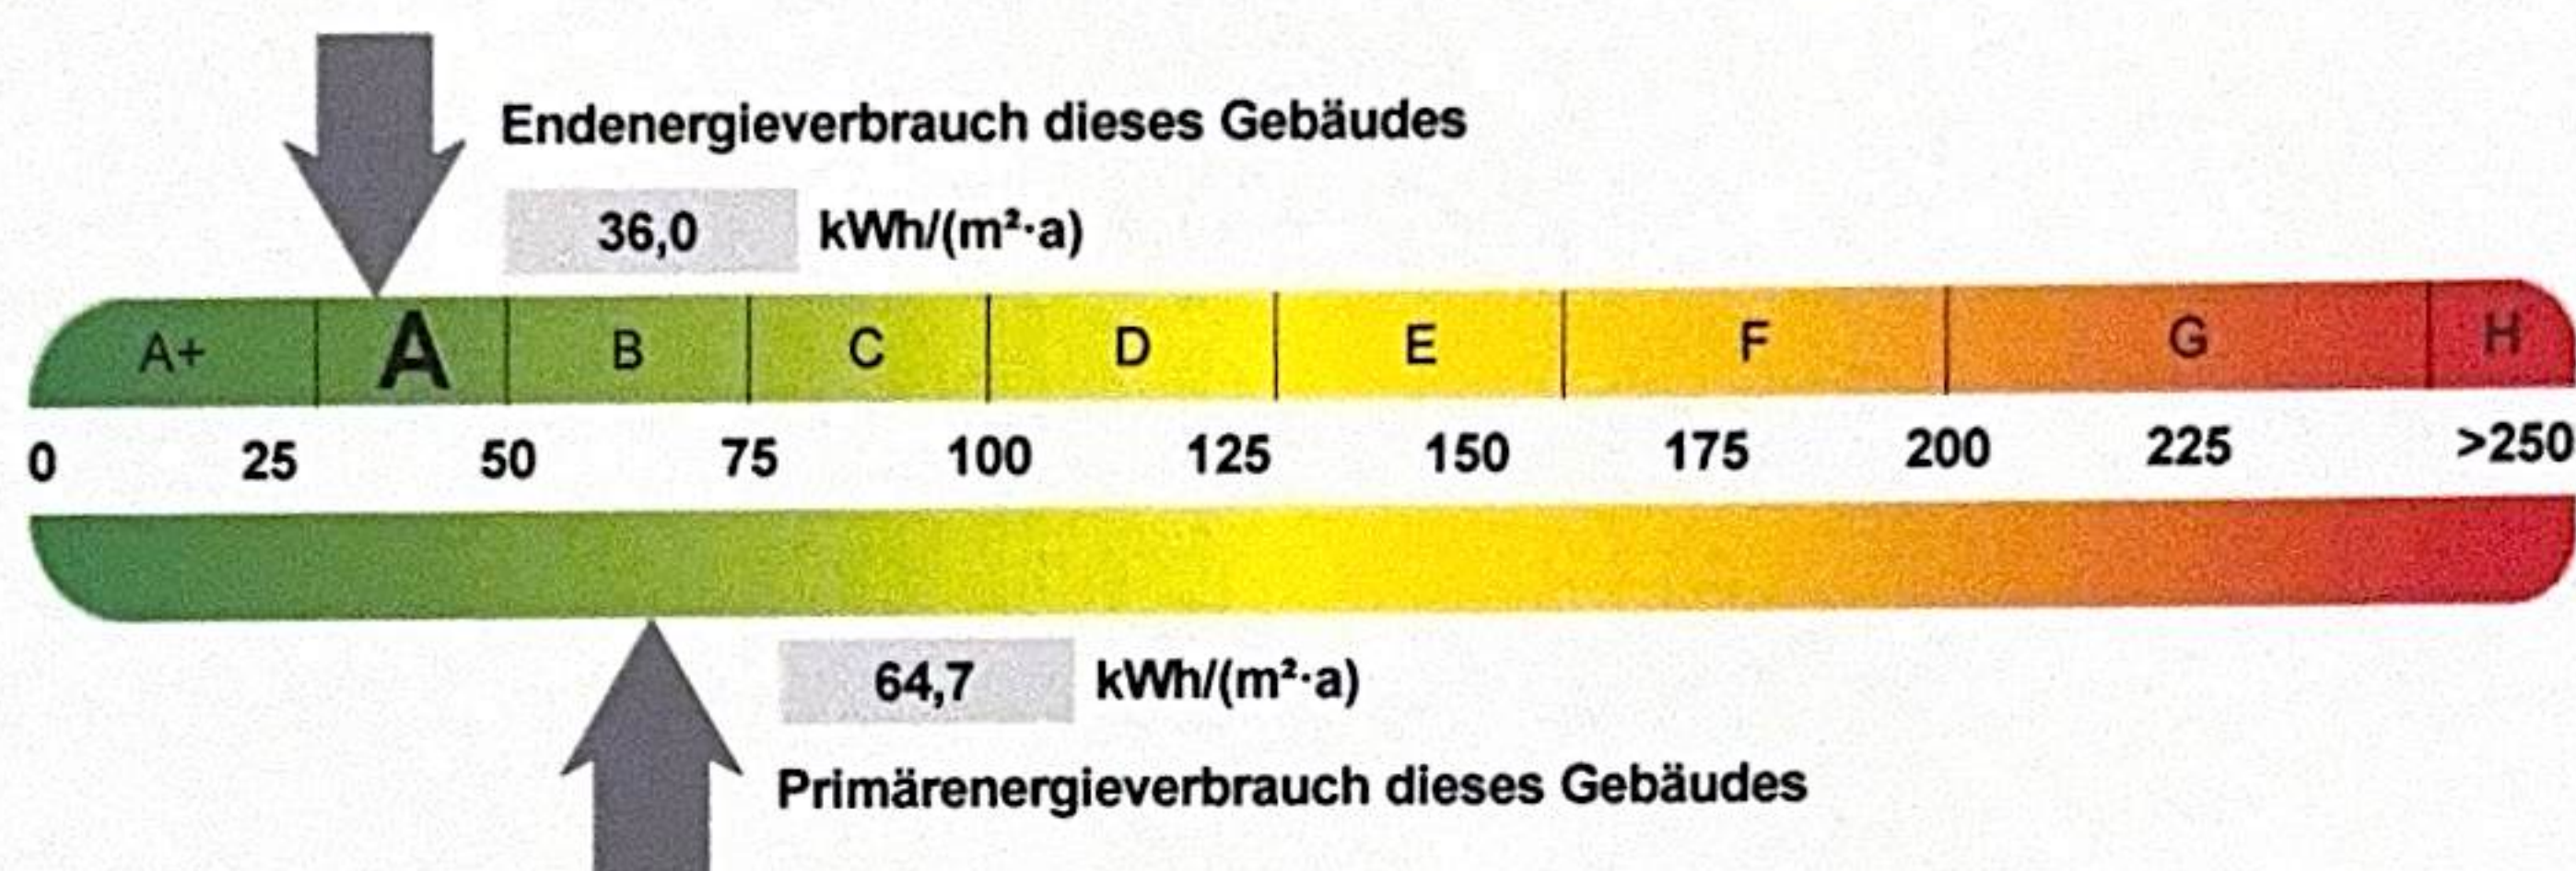 Endenergieverbrauch dieses Gebäudes
36,0 kWh/(m²·a)
A+ A B C D E F G H
0 25 50 75 100 125 150 175 200 225 >250
64,7 kWh/(m²·a)
Primärenergieverbrauch dieses Gebäudes